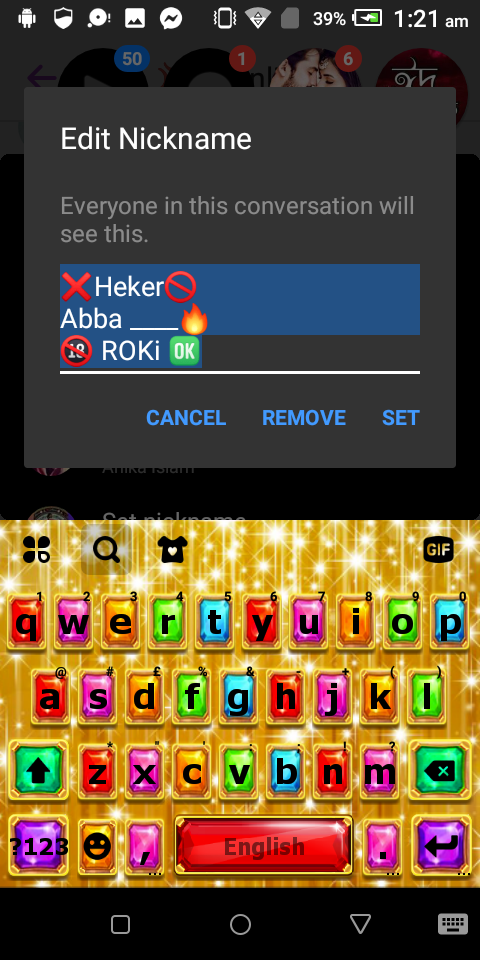 39% 1:21 am
50 1 6
Edit Nickname
Everyone in this conversation will
see this.
❌Heker🚫
Abba ____🔥
🔞 ROKi 🆗
CANCEL REMOVE SET
Anika Islam
Set nickname
GIF
1 2 3 4 5 6 7 8 9 0
q w e r t y u i o p
@ # £ % & - + ( )
a s d f g h j k l
* " ' : ; ! ?
z x c v b n m
?123 , English .